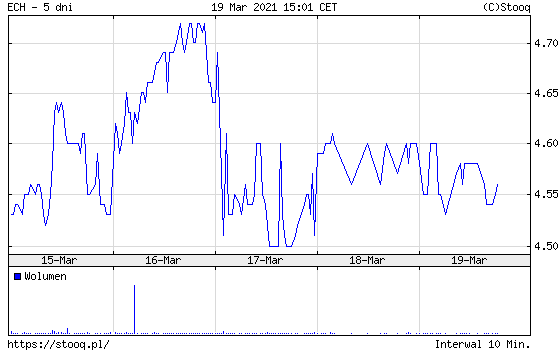 ECH - 5 dni 19 Mar 2021 15:01 CET (C)Stooq
4.70
4.65
4.60
4.55
4.50
15-Mar 16-Mar 17-Mar 18-Mar 19-Mar
Wolumen
https://stooq.pl/ Interwal 10 Min.